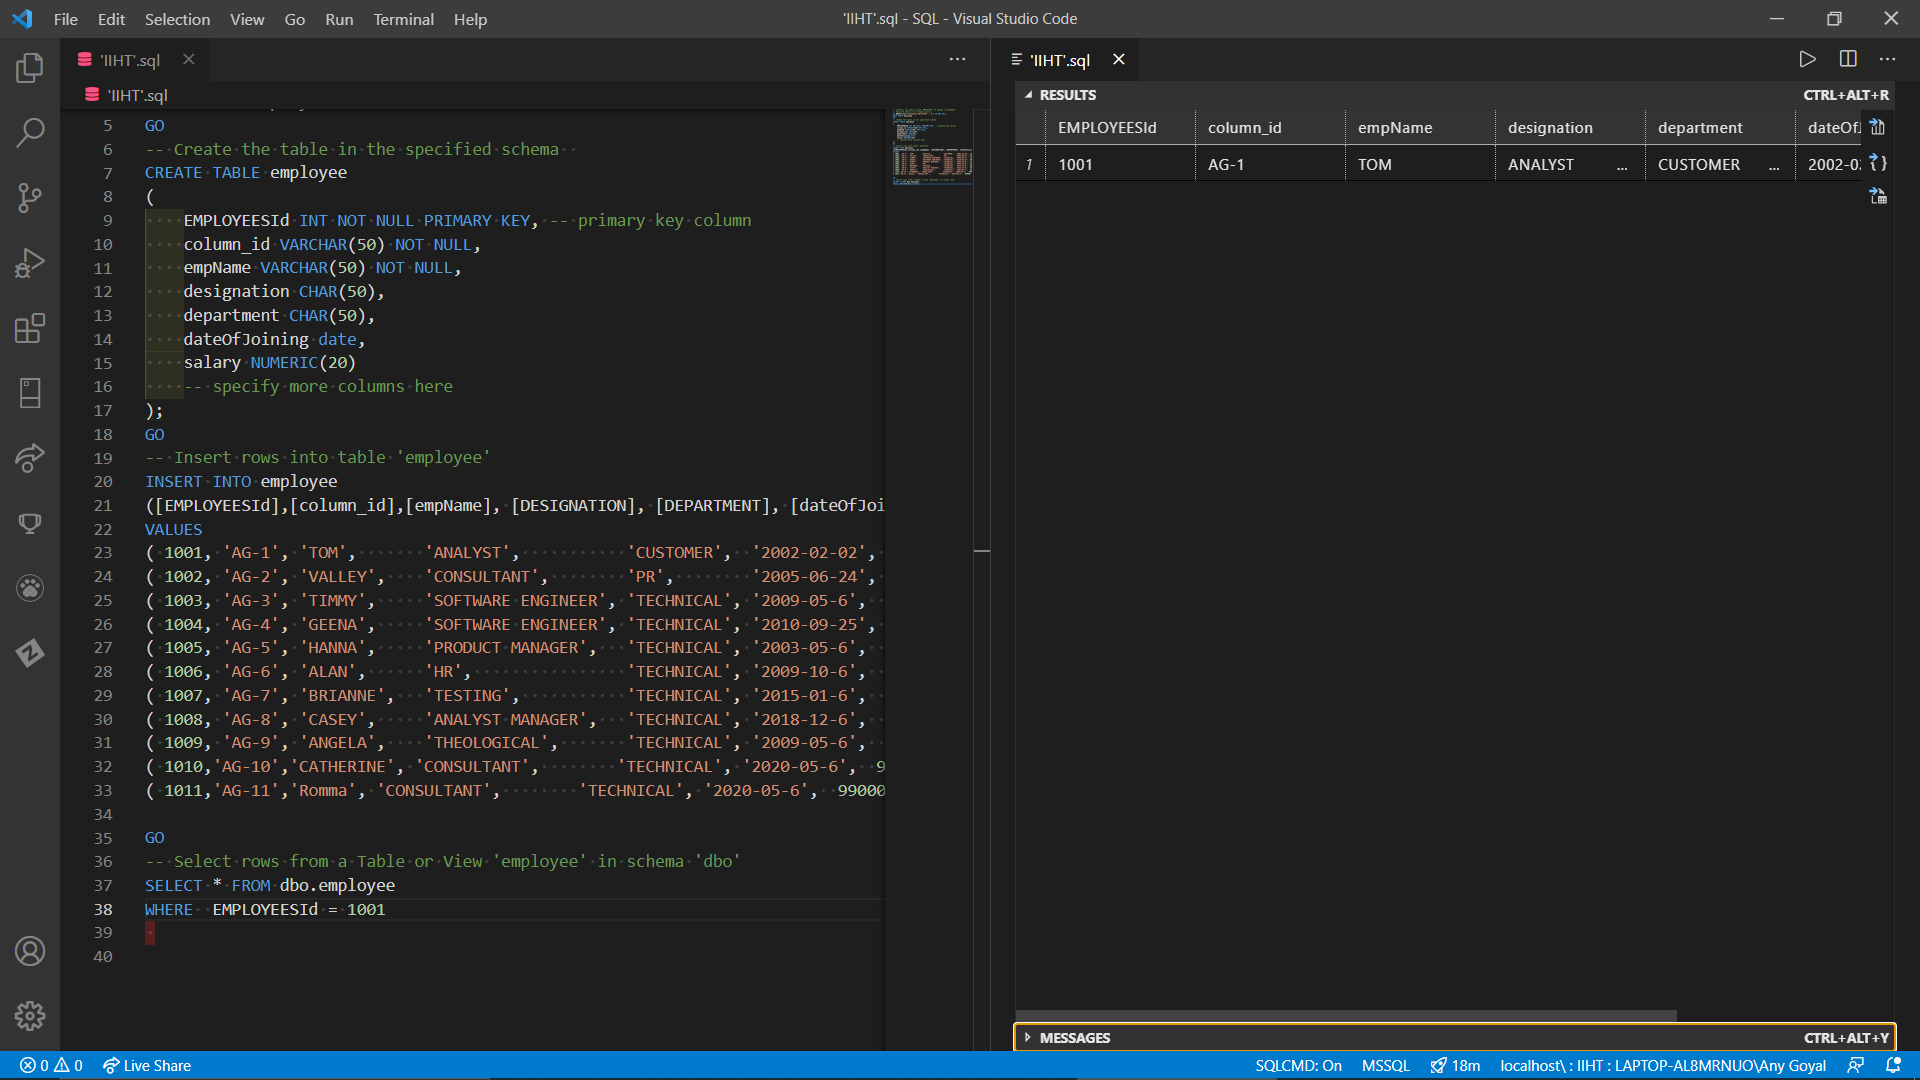 File Edit Selection View Go Run Terminal Help
'IIHT'.sql - SQL - Visual Studio Code
'IIHT'.sql
'IIHT'.sql
5 GO
6 -- Create the table in the specified schema
7 CREATE TABLE employee
8 (
9 EMPLOYEESId INT NOT NULL PRIMARY KEY, -- primary key column
10 column_id VARCHAR(50) NOT NULL,
11 empName VARCHAR(50) NOT NULL,
12 designation CHAR(50),
13 department CHAR(50),
14 dateOfJoining date,
15 salary NUMERIC(20)
16 -- specify more columns here
17 );
18 GO
19 -- Insert rows into table 'employee'
20 INSERT INTO employee
21 ([EMPLOYEESId],[column_id],[empName], [DESIGNATION], [DEPARTMENT], [dateOfJoi
22 VALUES
23 ( 1001, 'AG-1', 'TOM', 'ANALYST', 'CUSTOMER', '2002-02-02',
24 ( 1002, 'AG-2', 'VALLEY', 'CONSULTANT', 'PR', '2005-06-24',
25 ( 1003, 'AG-3', 'TIMMY', 'SOFTWARE ENGINEER', 'TECHNICAL', '2009-05-6',
26 ( 1004, 'AG-4', 'GEENA', 'SOFTWARE ENGINEER', 'TECHNICAL', '2010-09-25',
27 ( 1005, 'AG-5', 'HANNA', 'PRODUCT MANAGER', 'TECHNICAL', '2003-05-6',
28 ( 1006, 'AG-6', 'ALAN', 'HR', 'TECHNICAL', '2009-10-6',
29 ( 1007, 'AG-7', 'BRIANNE', 'TESTING', 'TECHNICAL', '2015-01-6',
30 ( 1008, 'AG-8', 'CASEY', 'ANALYST MANAGER', 'TECHNICAL', '2018-12-6',
31 ( 1009, 'AG-9', 'ANGELA', 'THEOLOGICAL', 'TECHNICAL', '2009-05-6',
32 ( 1010,'AG-10','CATHERINE', 'CONSULTANT', 'TECHNICAL', '2020-05-6', 9
33 ( 1011,'AG-11','Romma', 'CONSULTANT', 'TECHNICAL', '2020-05-6', 99000
34
35 GO
36 -- Select rows from a Table or View 'employee' in schema 'dbo'
37 SELECT * FROM dbo.employee
38 WHERE EMPLOYEESId = 1001
39
40
'IIHT'.sql
RESULTS CTRL+ALT+R
EMPLOYEESId column_id empName designation department dateOfJ
1 1001 AG-1 TOM ANALYST ... CUSTOMER ... 2002-0
MESSAGES CTRL+ALT+Y
0 0 Live Share SQLCMD: On MSSQL 18m localhost\ : IIHT : LAPTOP-AL8MRNUO\Any Goyal